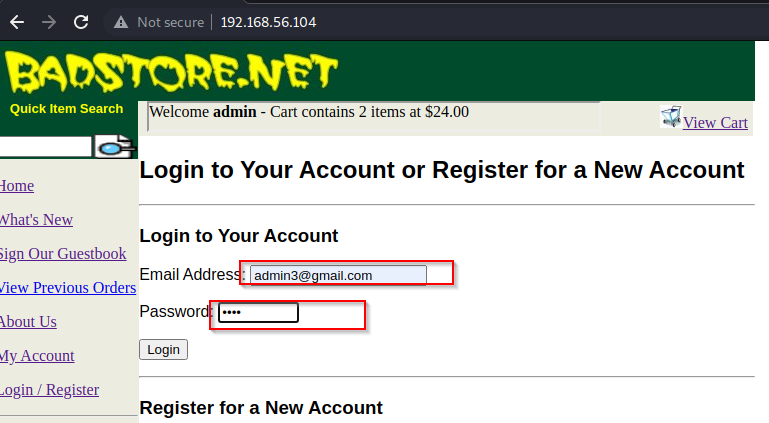 Not secure | 192.168.56.104
BADSTORE.NET
Quick Item Search
Welcome admin - Cart contains 2 items at $24.00
View Cart
Home
What's New
Sign Our Guestbook
View Previous Orders
About Us
My Account
Login / Register
Login to Your Account or Register for a New Account
Login to Your Account
Email Address: admin3@gmail.com
Password: ••••
Login
Register for a New Account